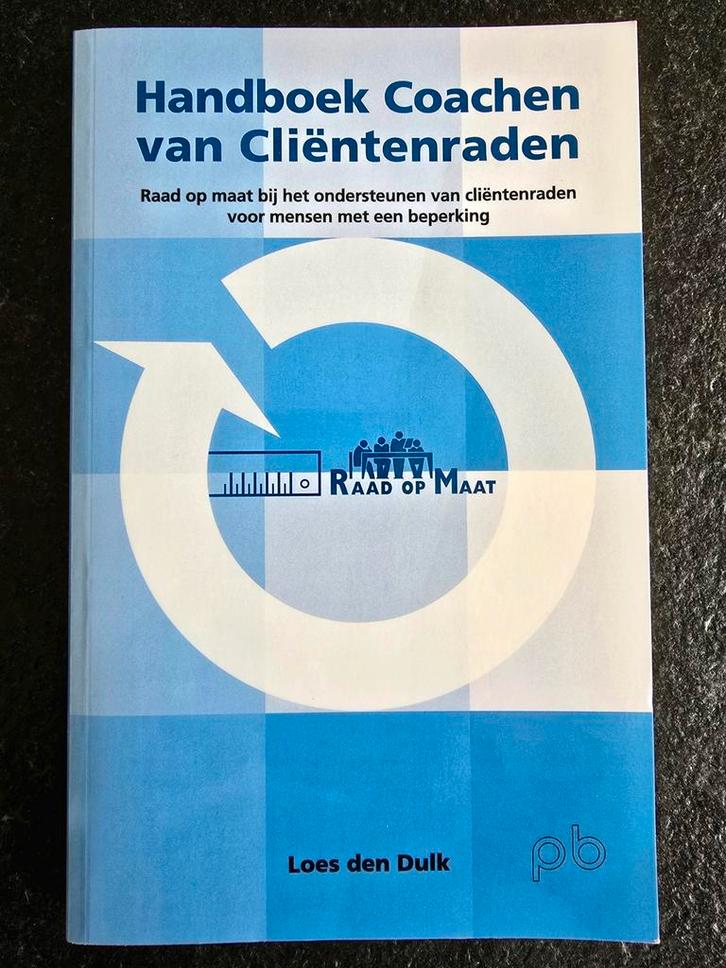 Handboek Coachen
van Cliëntenraden
Raad op maat bij het ondersteunen van cliëntenraden
voor mensen met een beperking
RAAD OP MAAT
Loes den Dulk
pb